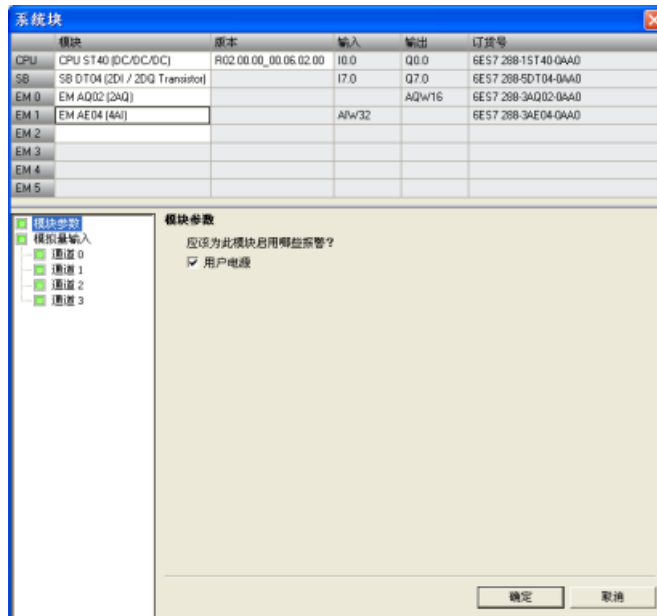 系统块
模块 版本 输入 输出 订货号
CPU CPU ST40 (DC/DC/DC) R02.00.00_00.06.02.00 I0.0 Q0.0 6ES7 288-1ST40-0AA0
SB SB DT04 (2DI / 2DQ Transistor) I7.0 Q7.0 6ES7 288-5DT04-0AA0
EM 0 EM AQ02 (2AQ) AQW16 6ES7 288-3AQ02-0AA0
EM 1 EM AE04 (4AI) AIW32 6ES7 288-3AE04-0AA0
EM 2
EM 3
EM 4
EM 5
模块参数
模拟量输入
通道 0
通道 1
通道 2
通道 3
模块参数
应该为此模块启用哪些报警?
用户电源
确定 取消